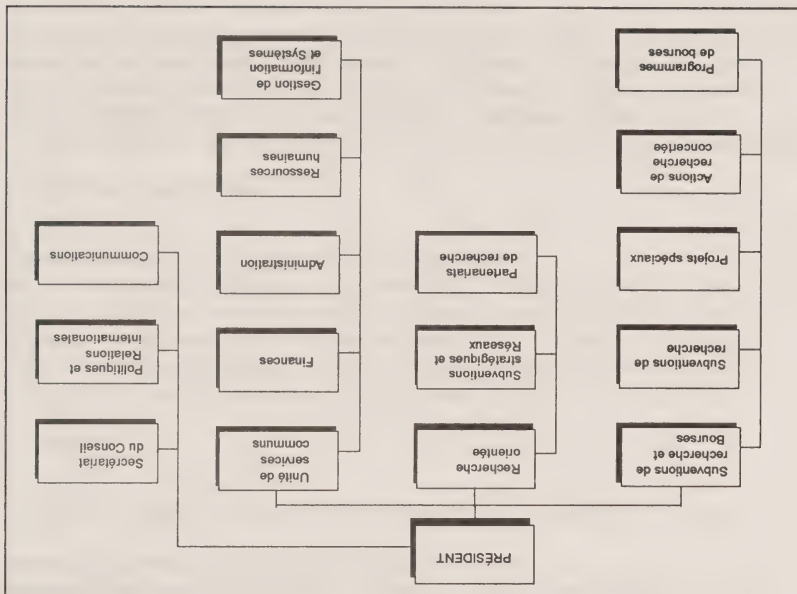 PRÉSIDENT
Subventions de
recherche et
Bourses
Subventions de
recherche
Projets spéciaux
Actions de
recherche
concertée
Programmes
de bourses
Recherche
orientée
Subventions
stratégiques et
Réseaux
Partenariats
de recherche
Unité de
services
communs
Finances
Administration
Ressources
humaines
Gestion de
l'information
et Systèmes
Secrétariat
du Conseil
Politiques et
Relations
internationales
Communications